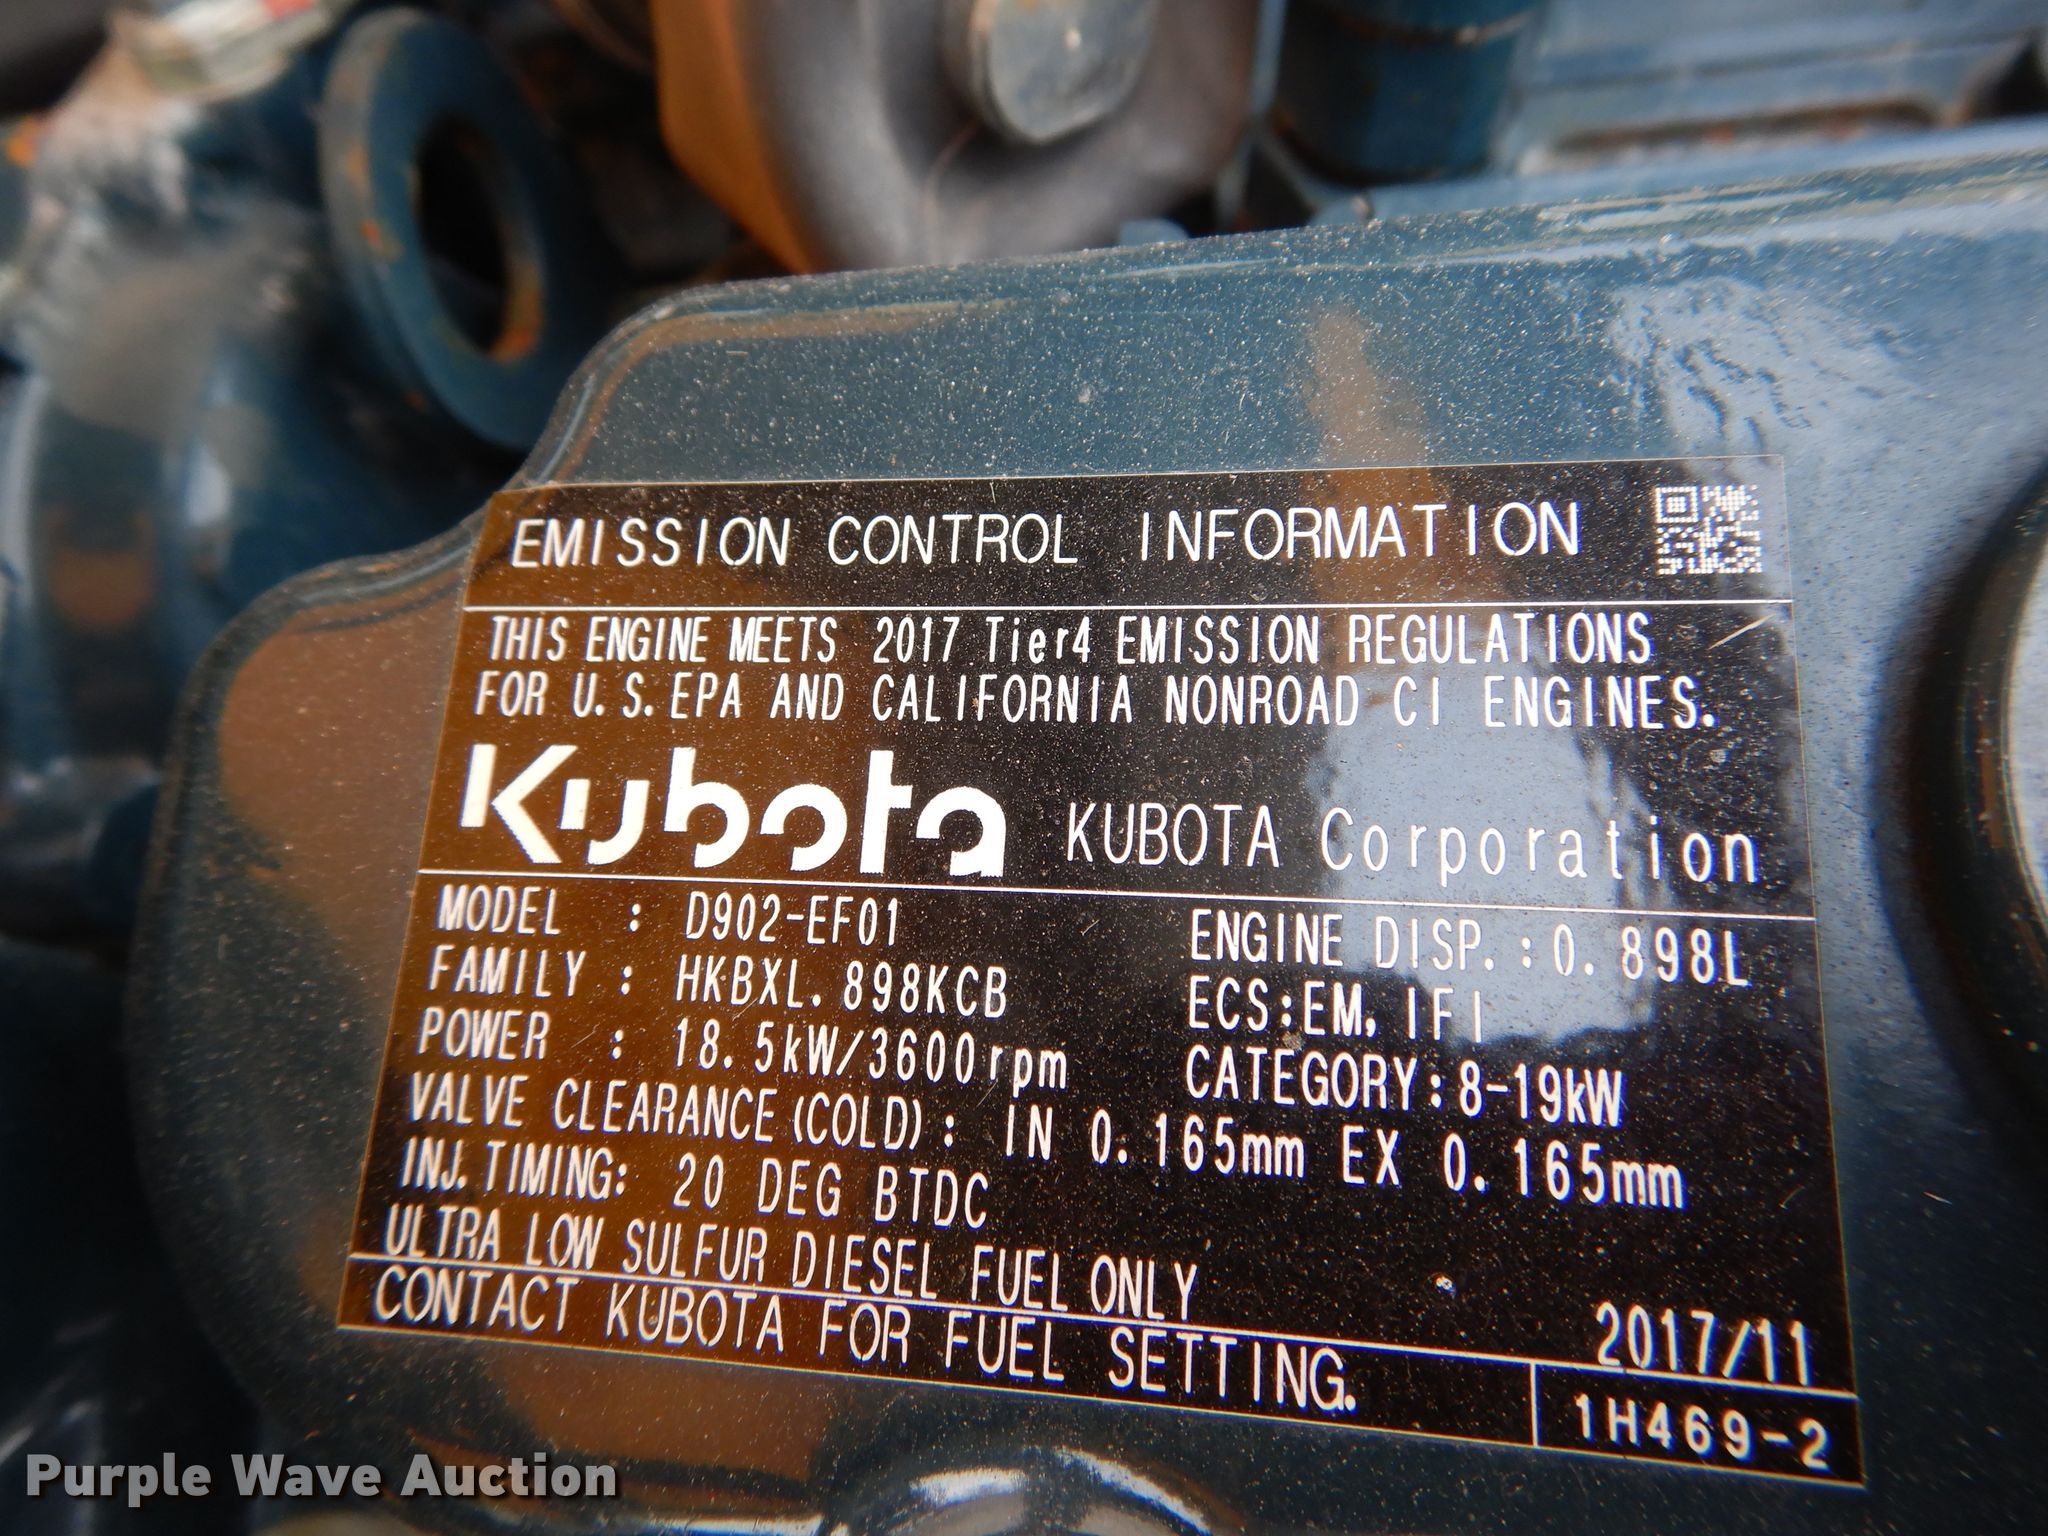 EMISSION CONTROL INFORMATION
THIS ENGINE MEETS 2017 Tier4 EMISSION REGULATIONS
FOR U.S.EPA AND CALIFORNIA NONROAD CI ENGINES.
Kubota KUBOTA Corporation
MODEL : D902-EF01 ENGINE DISP.:0.898L
FAMILY : HKBXL.898KCB ECS:EM, IFI
POWER : 18.5kW/3600rpm CATEGORY:8-19kW
VALVE CLEARANCE(COLD): IN 0.165mm EX 0.165mm
INJ.TIMING: 20 DEG BTDC
ULTRA LOW SULFUR DIESEL FUEL ONLY 2017/11
CONTACT KUBOTA FOR FUEL SETTING. 1H469-2
Purple Wave Auction